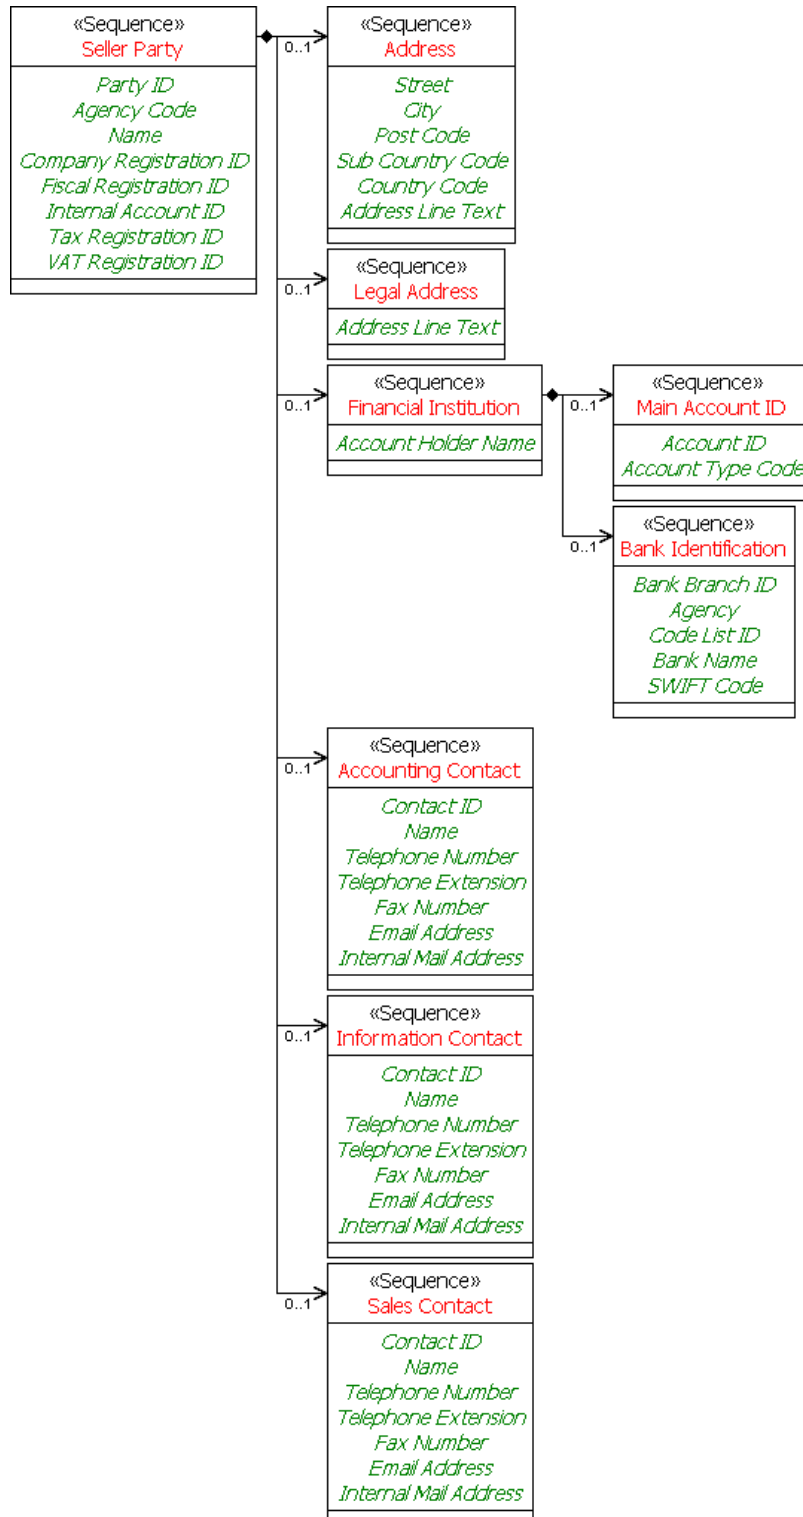 «Sequence»
Seller Party
Party ID
Agency Code
Name
Company Registration ID
Fiscal Registration ID
Internal Account ID
Tax Registration ID
VAT Registration ID
0..1
«Sequence»
Address
Street
City
Post Code
Sub Country Code
Country Code
Address Line Text
0..1
«Sequence»
Legal Address
Address Line Text
0..1
«Sequence»
Financial Institution
Account Holder Name
0..1
«Sequence»
Main Account ID
Account ID
Account Type Code
0..1
«Sequence»
Bank Identification
Bank Branch ID
Agency
Code List ID
Bank Name
SWIFT Code
0..1
«Sequence»
Accounting Contact
Contact ID
Name
Telephone Number
Telephone Extension
Fax Number
Email Address
Internal Mail Address
0..1
«Sequence»
Information Contact
Contact ID
Name
Telephone Number
Telephone Extension
Fax Number
Email Address
Internal Mail Address
0..1
«Sequence»
Sales Contact
Contact ID
Name
Telephone Number
Telephone Extension
Fax Number
Email Address
Internal Mail Address